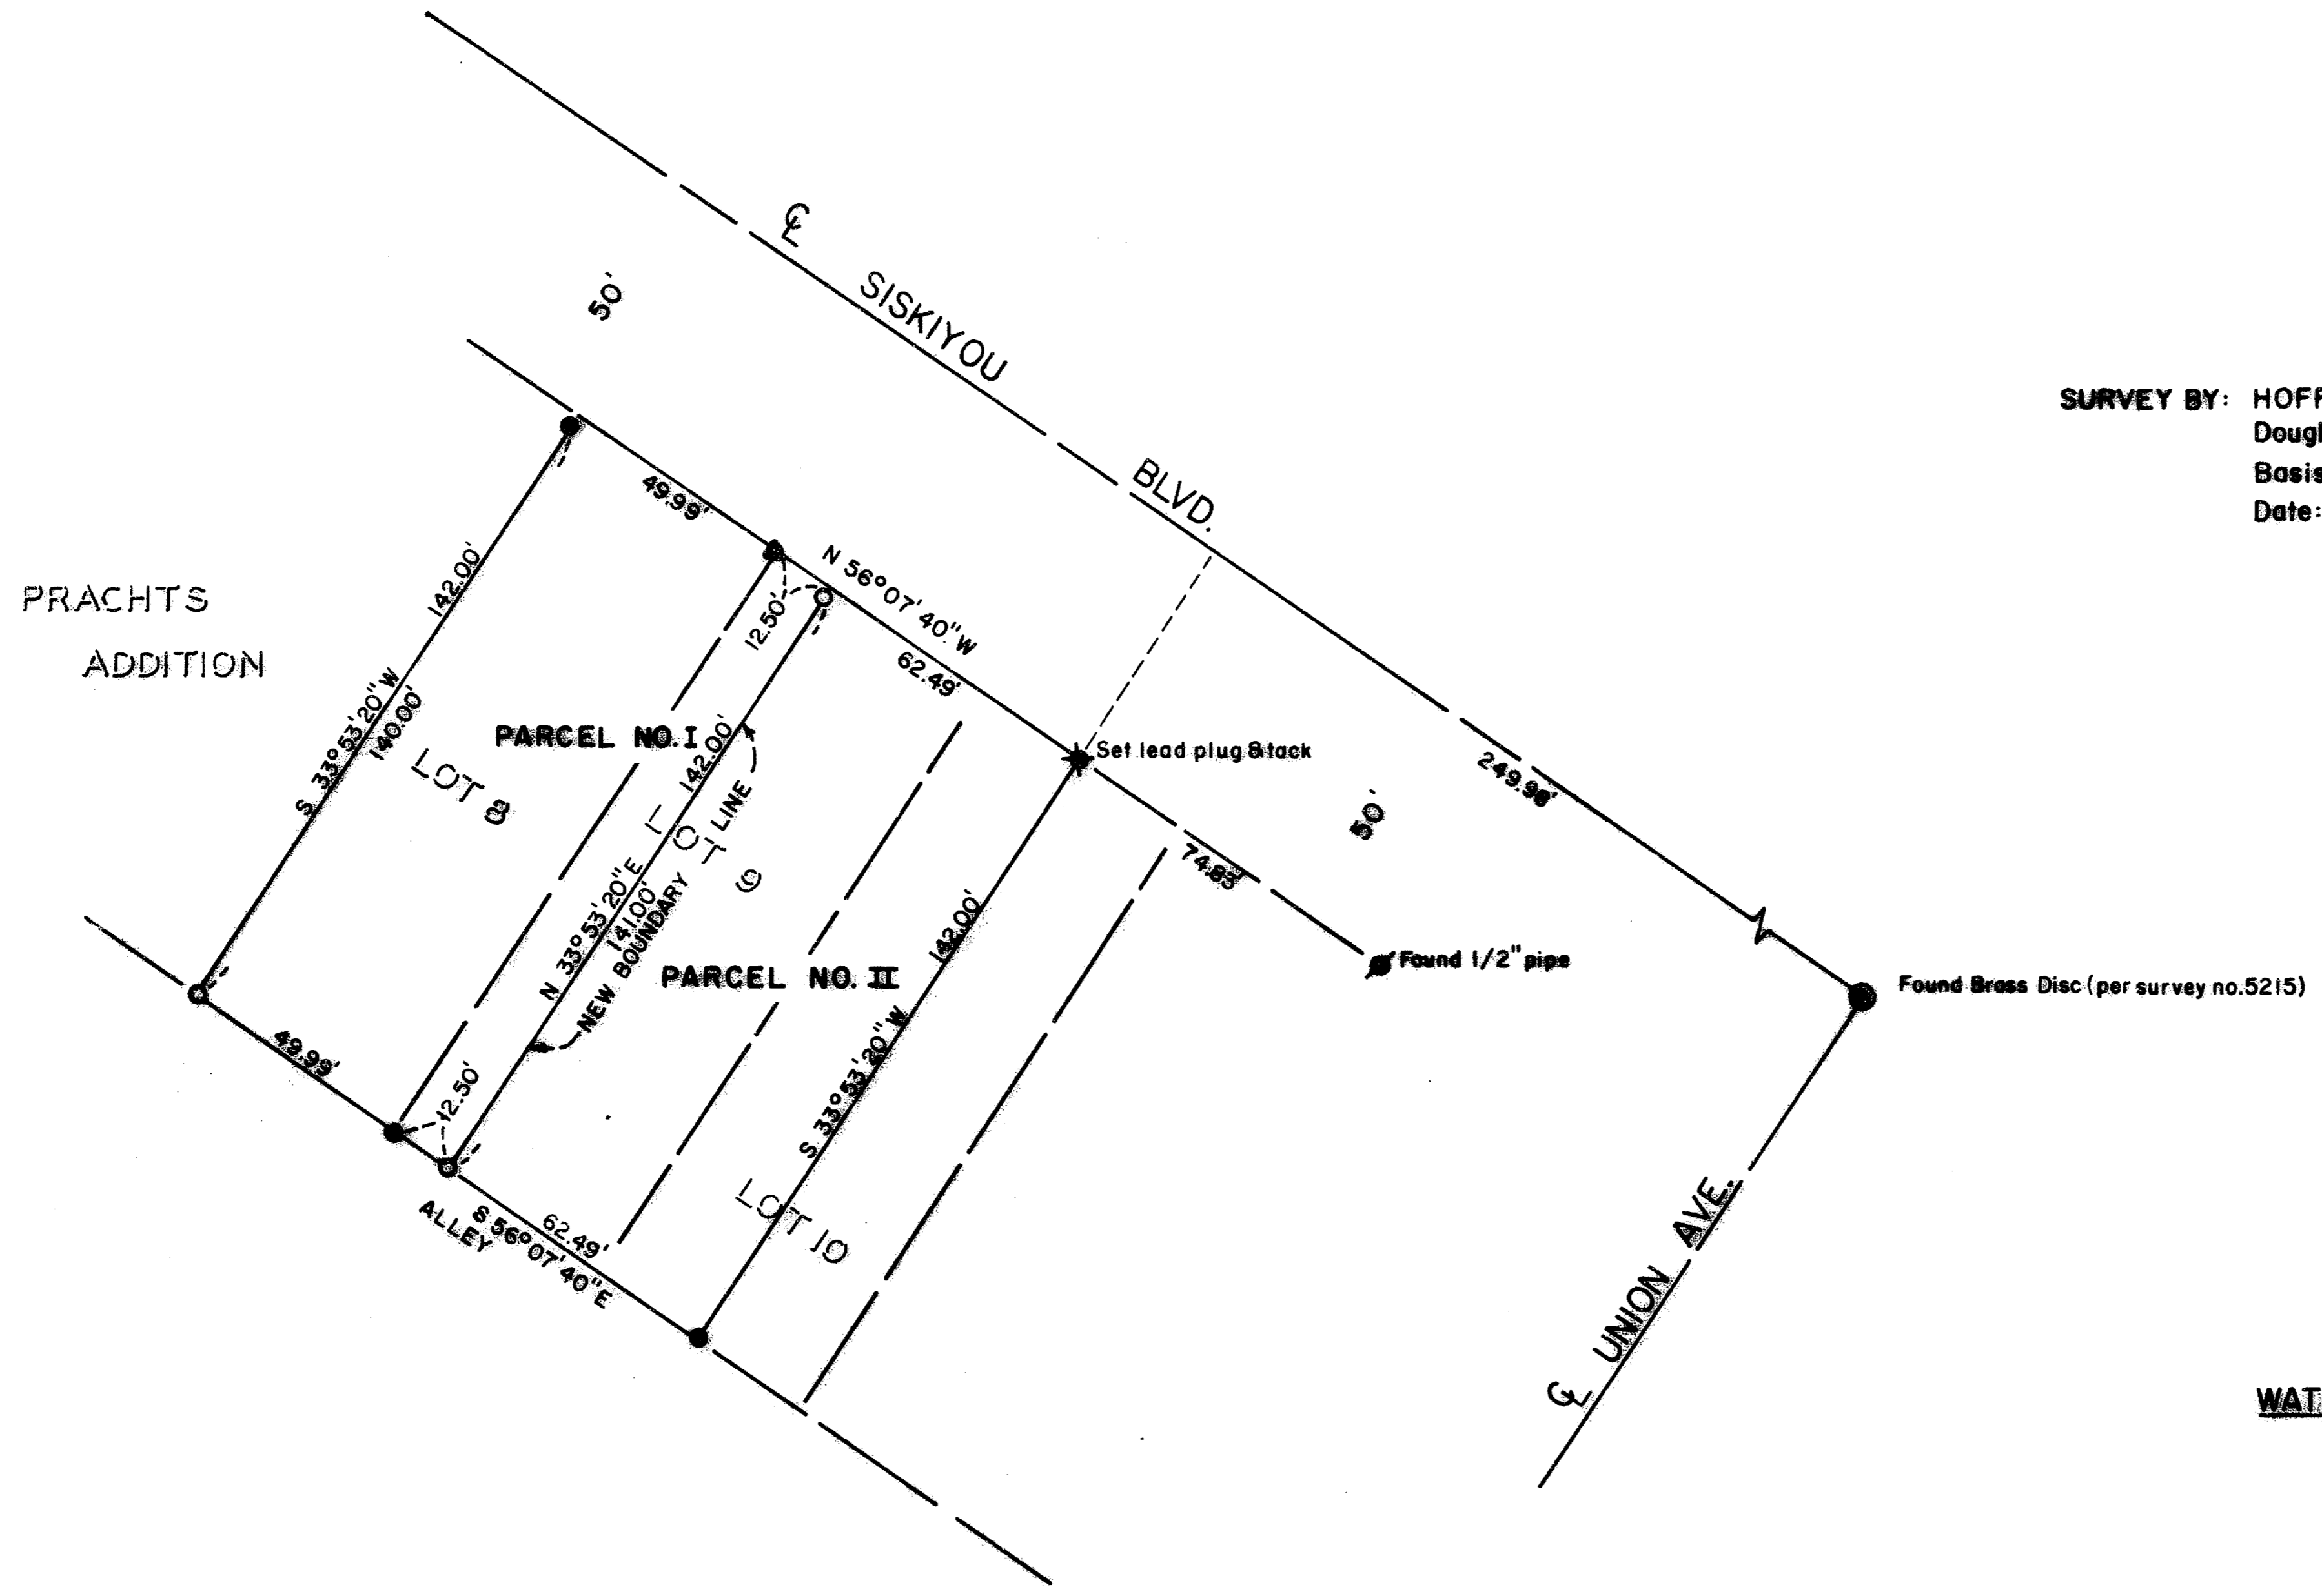 ℄
SISKIYOU
BLVD.
50'
SURVEY BY: HOFF
Dougl
Basis
Date:
49.99'
N 56°07'40" W
12.50'
62.49'
142.00'
PRACHTS
ADDITION
S 33°53'20" W
140.00'
LOT 8
PARCEL NO. I
142.00'
LOT 9
N 33°53'20" E
141.00'
NEW BOUNDARY LINE
Set lead plug & tack
249.98'
50'
74.83'
142.00'
PARCEL NO. II
Found 1/2" pipe
Found Brass Disc (per survey no. 5215)
S 33°53'20" W
49.99'
12.50'
62.49'
ALLEY
S 56°07'40" E
LOT 10
℄ UNION AVE.
WAT